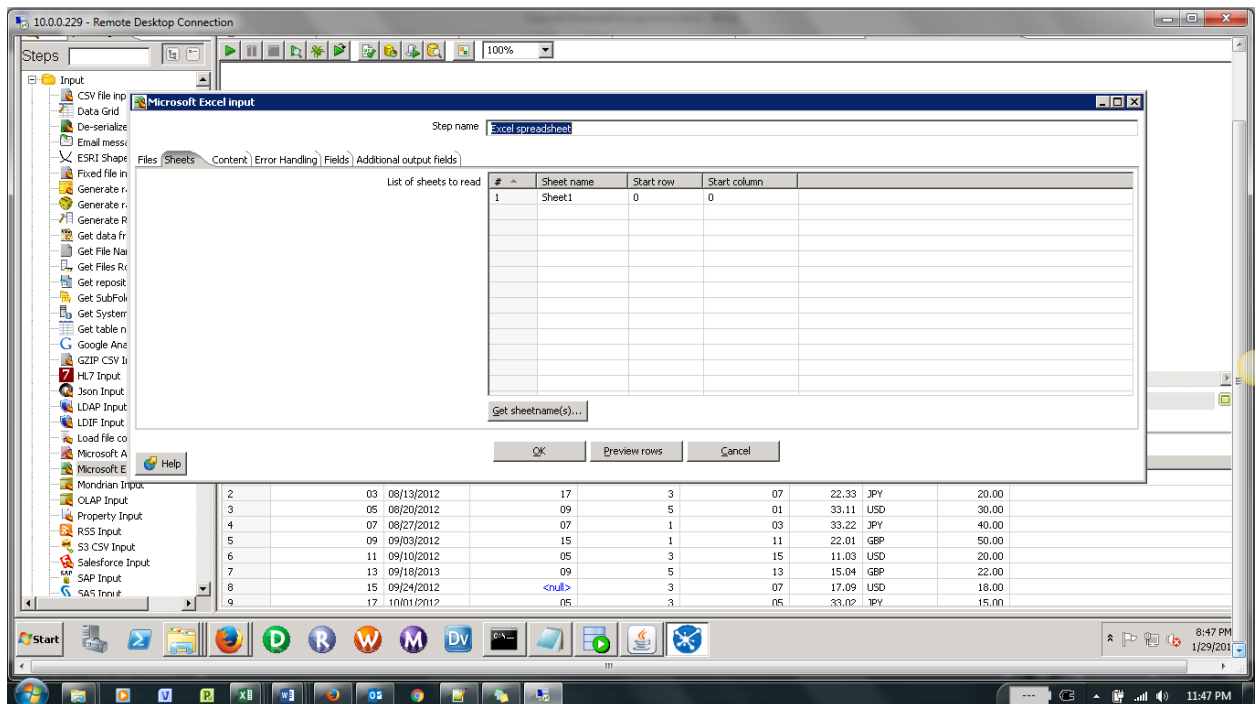 10.0.0.229 - Remote Desktop Connection
Steps
100%
Input
CSV file inp
Data Grid
De-serialize
Email messa
ESRI Shape
Fixed file in
Generate r
Generate r
Generate R
Get data fr
Get File Na
Get Files Ro
Get reposit
Get SubFol
Get System
Get table n
Google Ana
GZIP CSV I
HL7 Input
Json Input
LDAP Input
LDIF Input
Load file co
Microsoft A
Microsoft E
Mondrian Input
OLAP Input
Property Input
RSS Input
S3 CSV Input
Salesforce Input
SAP Input
SAS Input
Microsoft Excel input
Step name Excel spreadsheet
Files Sheets Content Error Handling Fields Additional output fields
List of sheets to read
# Sheet name Start row Start column
1 Sheet1 0 0
Get sheetname(s)...
OK Preview rows Cancel
Help
2 03 08/13/2012 17 3 07 22.33 JPY 20.00
3 05 08/20/2012 09 5 01 33.11 USD 30.00
4 07 08/27/2012 07 1 03 33.22 JPY 40.00
5 09 09/03/2012 15 1 11 22.01 GBP 50.00
6 11 09/10/2012 05 3 15 11.03 USD 20.00
7 13 09/18/2013 09 5 13 15.04 GBP 22.00
8 15 09/24/2012 <null> 3 07 17.09 USD 18.00
9 17 10/01/2012 05 3 05 33.02 JPY 15.00
Start
D
R
W
M
DV
8:47 PM
1/29/201
11:47 PM